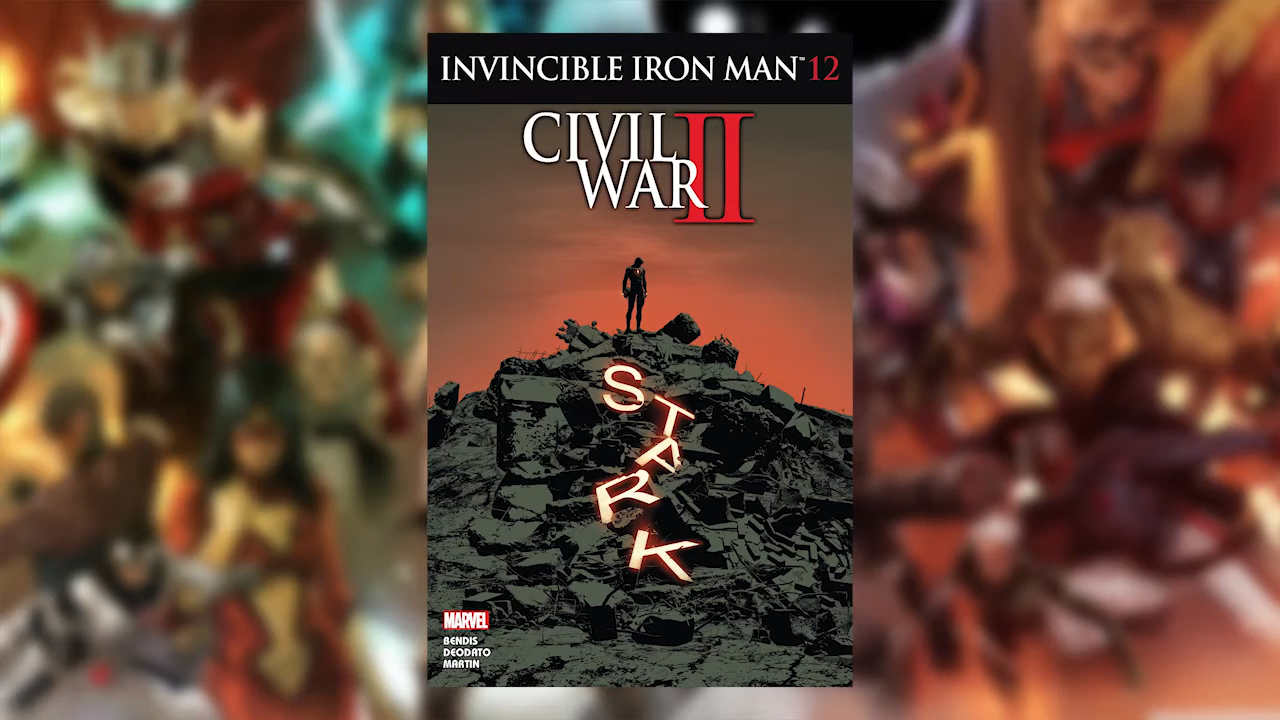 INVINCIBLE IRON MAN™ 12
CIVIL
WAR II
STARK
MARVEL
BENDIS
DEODATO
MARTIN